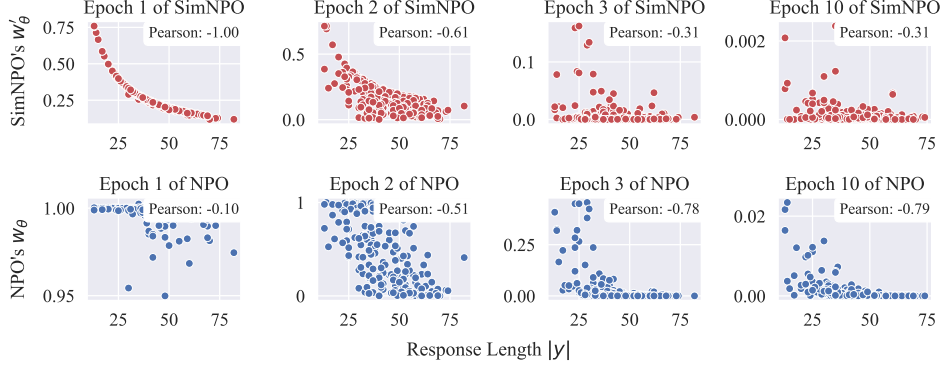 Epoch 1 of SimNPO
Epoch 2 of SimNPO
Epoch 3 of SimNPO
Epoch 10 of SimNPO
SimNPO's w′θ
0.75
0.50
0.25
Pearson: -1.00
25 50 75
0.5
0.0
Pearson: -0.61
25 50 75
0.1
0.0
Pearson: -0.31
25 50 75
0.002
0.000
Pearson: -0.31
25 50 75
Epoch 1 of NPO
Epoch 2 of NPO
Epoch 3 of NPO
Epoch 10 of NPO
NPO's wθ
1.00
0.95
Pearson: -0.10
25 50 75
1
0
Pearson: -0.51
25 50 75
0.25
0.00
Pearson: -0.78
25 50 75
0.02
0.00
Pearson: -0.79
25 50 75
Response Length |y|